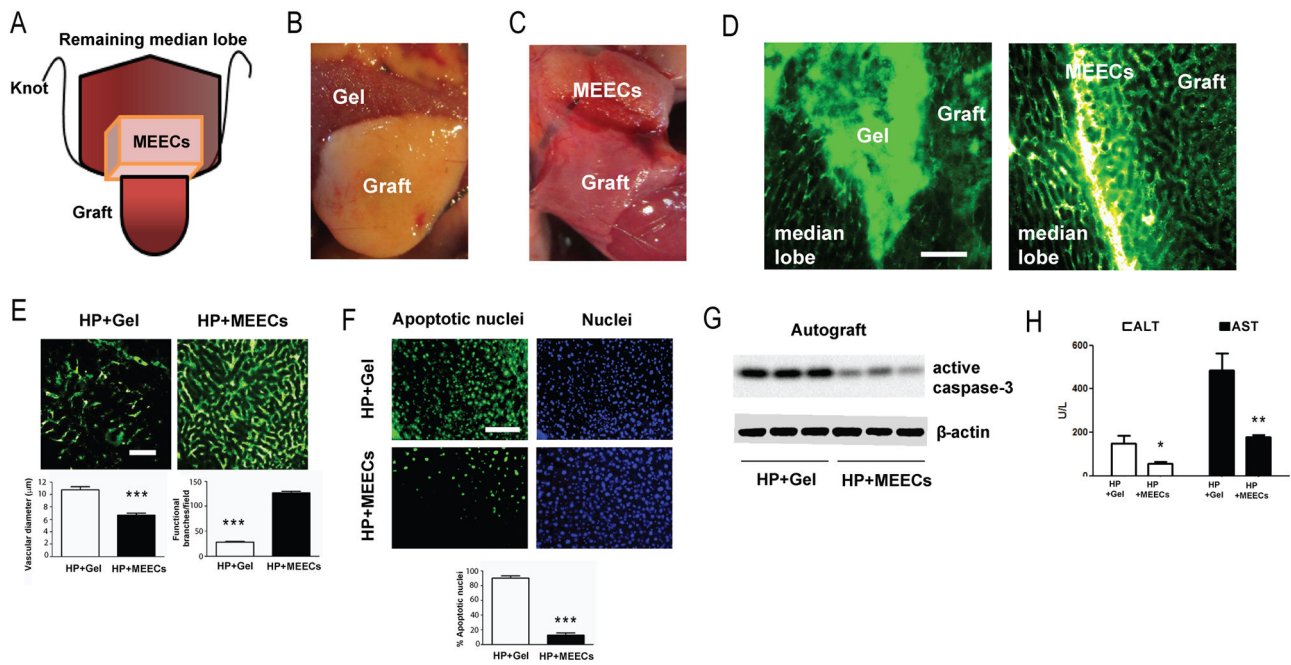 A
Remaining median lobe
Knot
MEECs
Graft
B
Gel
Graft
C
MEECs
Graft
D
Gel
Graft
median
lobe
MEECs
Graft
median
lobe
E
HP+Gel
HP+MEECs
Vascular diameter (μm)
12
10
8
6
4
2
0
***
HP+Gel
HP+MEECs
Functional
branches/field
150
100
50
0
***
HP+Gel
HP+MEECs
F
Apoptotic nuclei
Nuclei
HP+Gel
HP+MEECs
% Apoptotic nuclei
100
80
60
40
20
0
***
HP+Gel
HP+MEECs
G
Autograft
active
caspase-3
β-actin
HP+Gel
HP+MEECs
H
ALT
AST
U/L
600
400
200
0
*
**
HP
+Gel
HP
+MEECs
HP
+Gel
HP
+MEECs